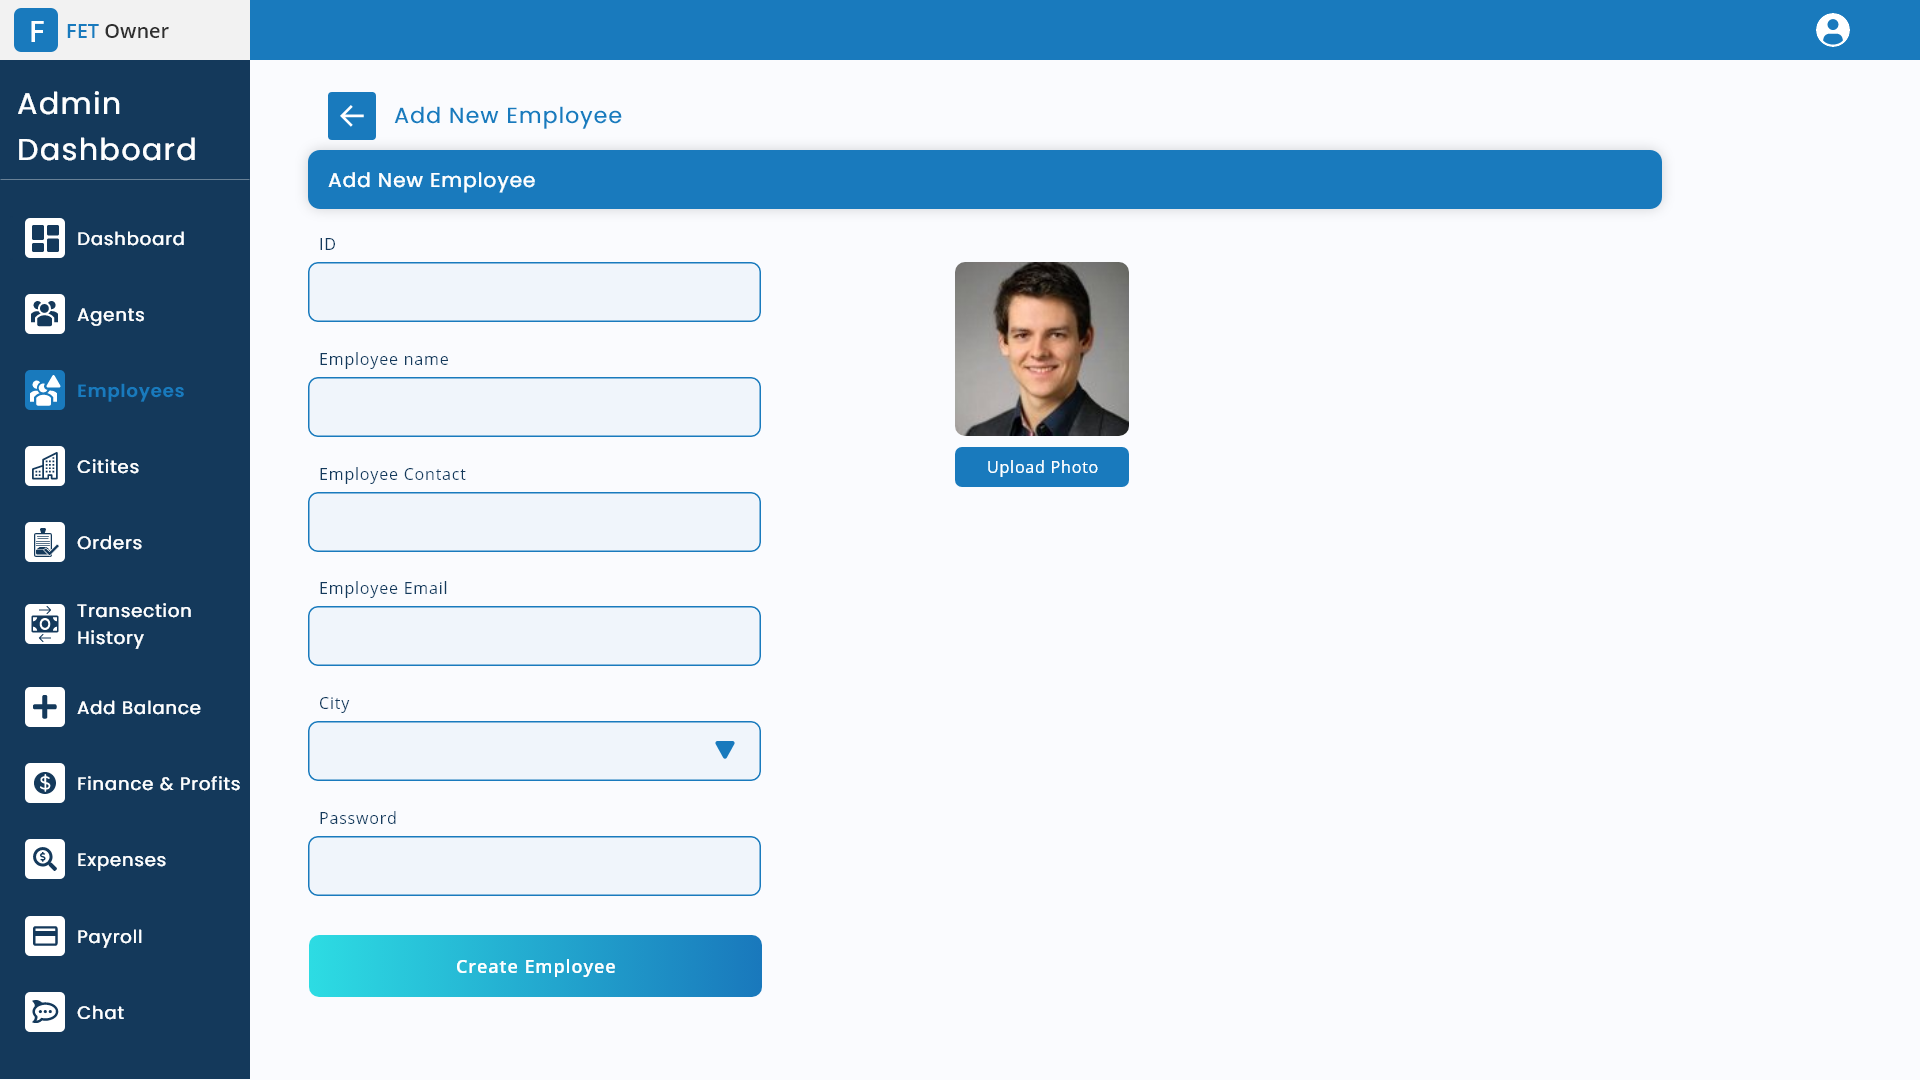 F FET Owner
Admin
Dashboard
Dashboard
Agents
Employees
Citites
Orders
Transection
History
Add Balance
Finance & Profits
Expenses
Payroll
Chat
Add New Employee
Add New Employee
ID
Employee name
Employee Contact
Employee Email
City
Password
Create Employee
Upload Photo